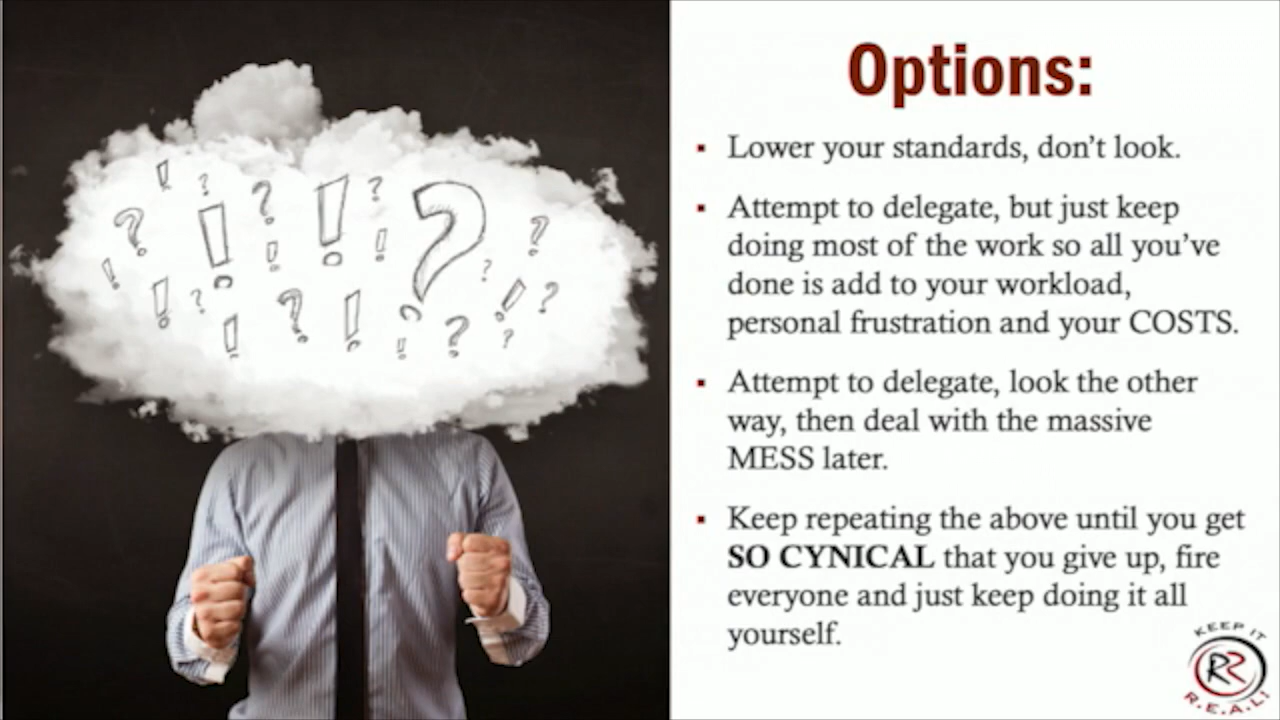 Options:
▪ Lower your standards, don’t look.
▪ Attempt to delegate, but just keep
doing most of the work so all you’ve
done is add to your workload,
personal frustration and your COSTS.
▪ Attempt to delegate, look the other
way, then deal with the massive
MESS later.
▪ Keep repeating the above until you get
SO CYNICAL that you give up, fire
everyone and just keep doing it all
yourself.
KEEP IT
RR
R.E.A.L!